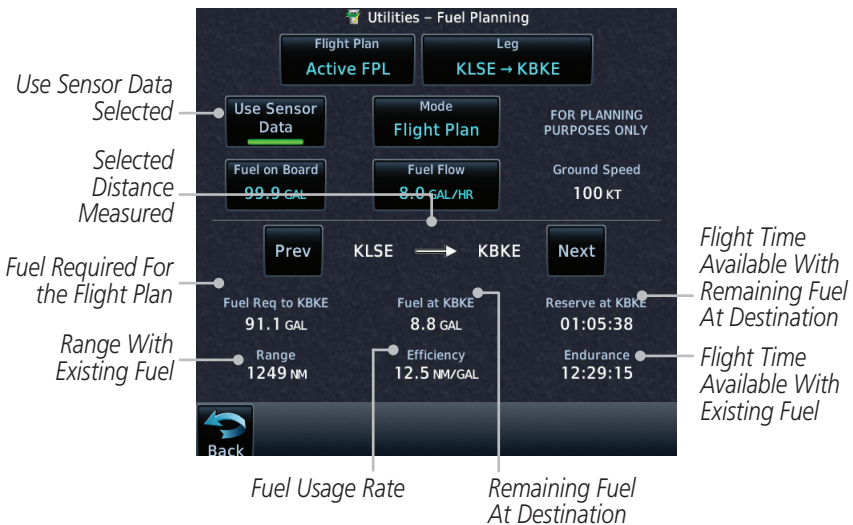 Utilities – Fuel Planning
Flight Plan
Active FPL
Leg
KLSE → KBKE
Use Sensor Data
Selected
Use Sensor
Data
Mode
Flight Plan
FOR PLANNING
PURPOSES ONLY
Selected
Distance
Measured
Fuel on Board
99.9 GAL
Fuel Flow
8.0 GAL/HR
Ground Speed
100 KT
Prev
KLSE → KBKE
Next
Fuel Required For
the Flight Plan
Flight Time
Available With
Remaining Fuel
At Destination
Fuel Req to KBKE
91.1 GAL
Fuel at KBKE
8.8 GAL
Reserve at KBKE
01:05:38
Range With
Existing Fuel
Range
1249 NM
Efficiency
12.5 NM/GAL
Endurance
12:29:15
Flight Time
Available With
Existing Fuel
Back
Fuel Usage Rate
Remaining Fuel
At Destination